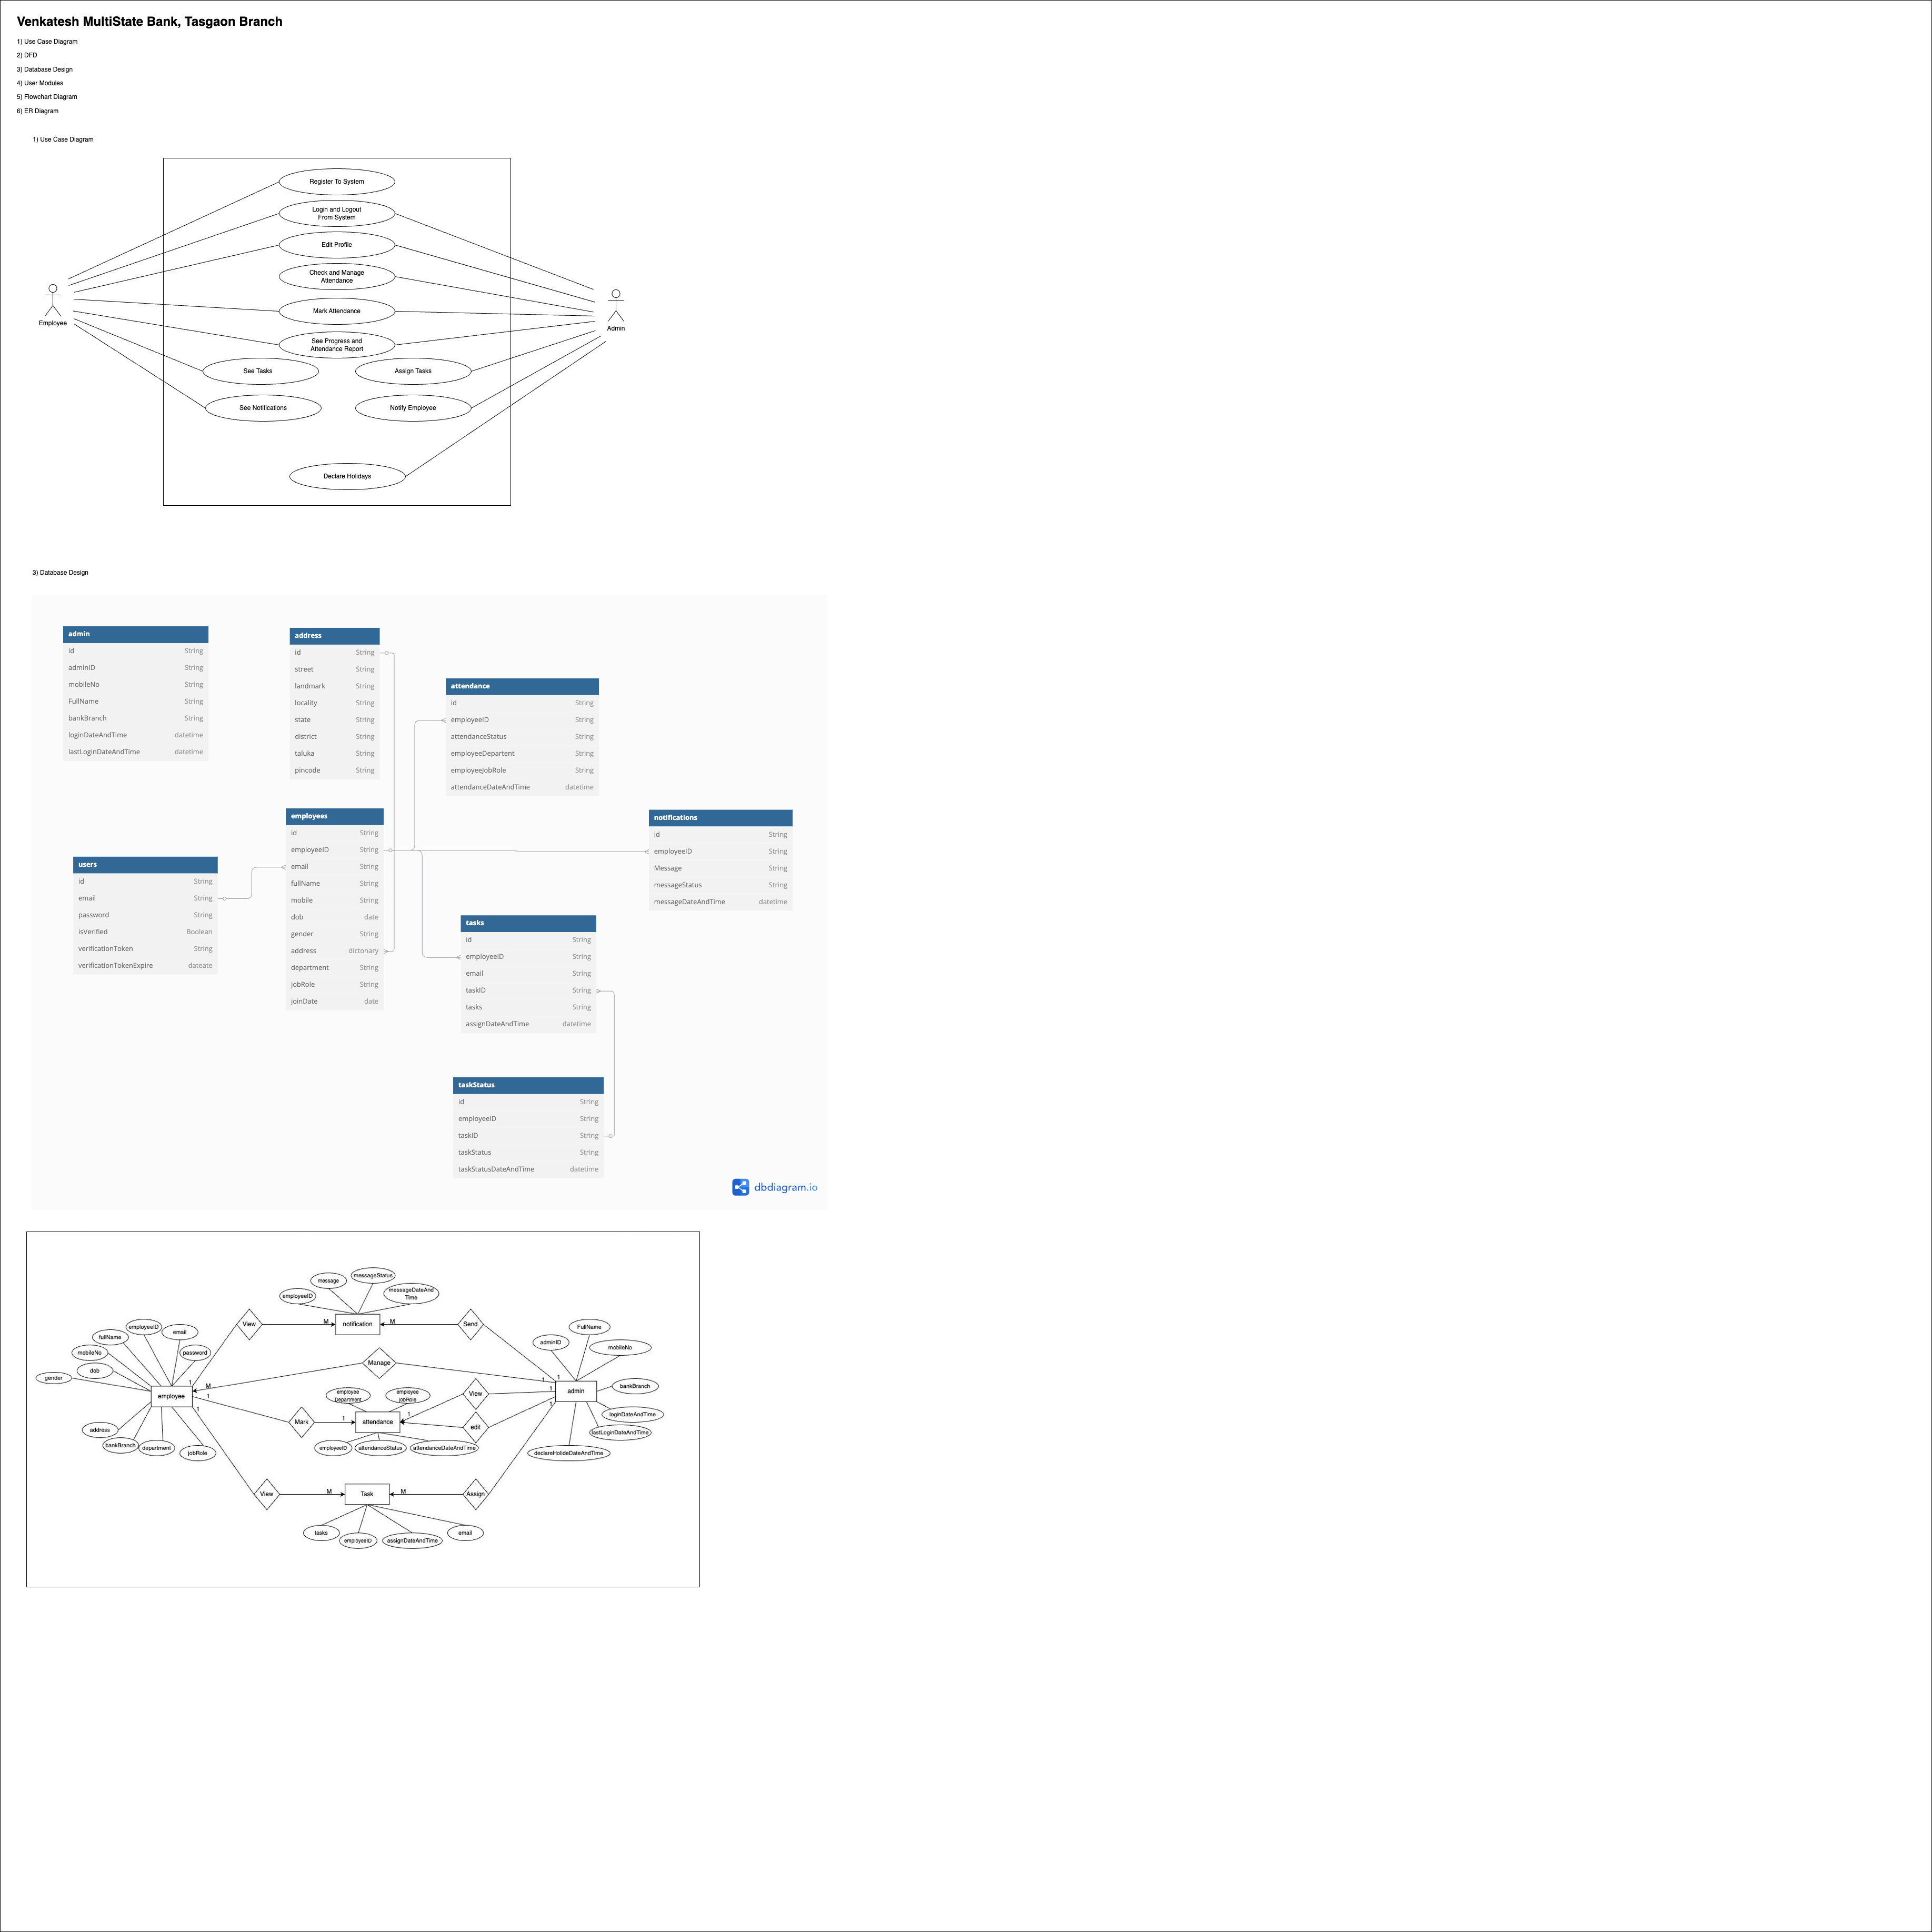 Venkatesh MultiState Bank, Tasgaon Branch
1) Use Case Diagram
2) DFD
3) Database Design
4) User Modules
5) Flowchart Diagram
6) ER Diagram
1) Use Case Diagram
Register To System
Login and Logout
From System
Edit Profile
Check and Manage
Attendance
Mark Attendance
See Progress and
Attendance Report
See Tasks
Assign Tasks
See Notifications
Notify Employee
Declare Holidays
Employee
Admin
3) Database Design
admin
id String
adminID String
mobileNo String
FullName String
bankBranch String
loginDateAndTime datetime
lastLoginDateAndTime datetime
address
id String
street String
landmark String
locality String
state String
district String
taluka String
pincode String
attendance
id String
employeeID String
attendanceStatus String
employeeDepartent String
employeeJobRole String
attendanceDateAndTime datetime
employees
id String
employeeID String
email String
fullName String
mobile String
dob date
gender String
address dictonary
department String
jobRole String
joinDate date
notifications
id String
employeeID String
Message String
messageStatus String
messageDateAndTime datetime
users
id String
email String
password String
isVerified Boolean
verificationToken String
verificationTokenExpire dateate
tasks
id String
employeeID String
email String
taskID String
tasks String
assignDateAndTime datetime
taskStatus
id String
employeeID String
taskID String
taskStatus String
taskStatusDateAndTime datetime
dbdiagram.io
employeeID
message
messageStatus
messageDateAnd
Time
View
M
notification
M
Send
gender
dob
mobileNo
fullName
employeeID
email
password
employee
1
M
1
1
address
bankBranch
department
jobRole
Manage
employee
Department
employee
jobRole
View
Mark
1
attendance
1
edit
employeeID
attendanceStatus
attendanceDateAndTime
adminID
FullName
mobileNo
bankBranch
loginDateAndTime
lastLoginDateAndTime
declareHolideDateAndTime
admin
1
1
1
1
View
M
Task
M
Assign
tasks
employeeID
assignDateAndTime
email